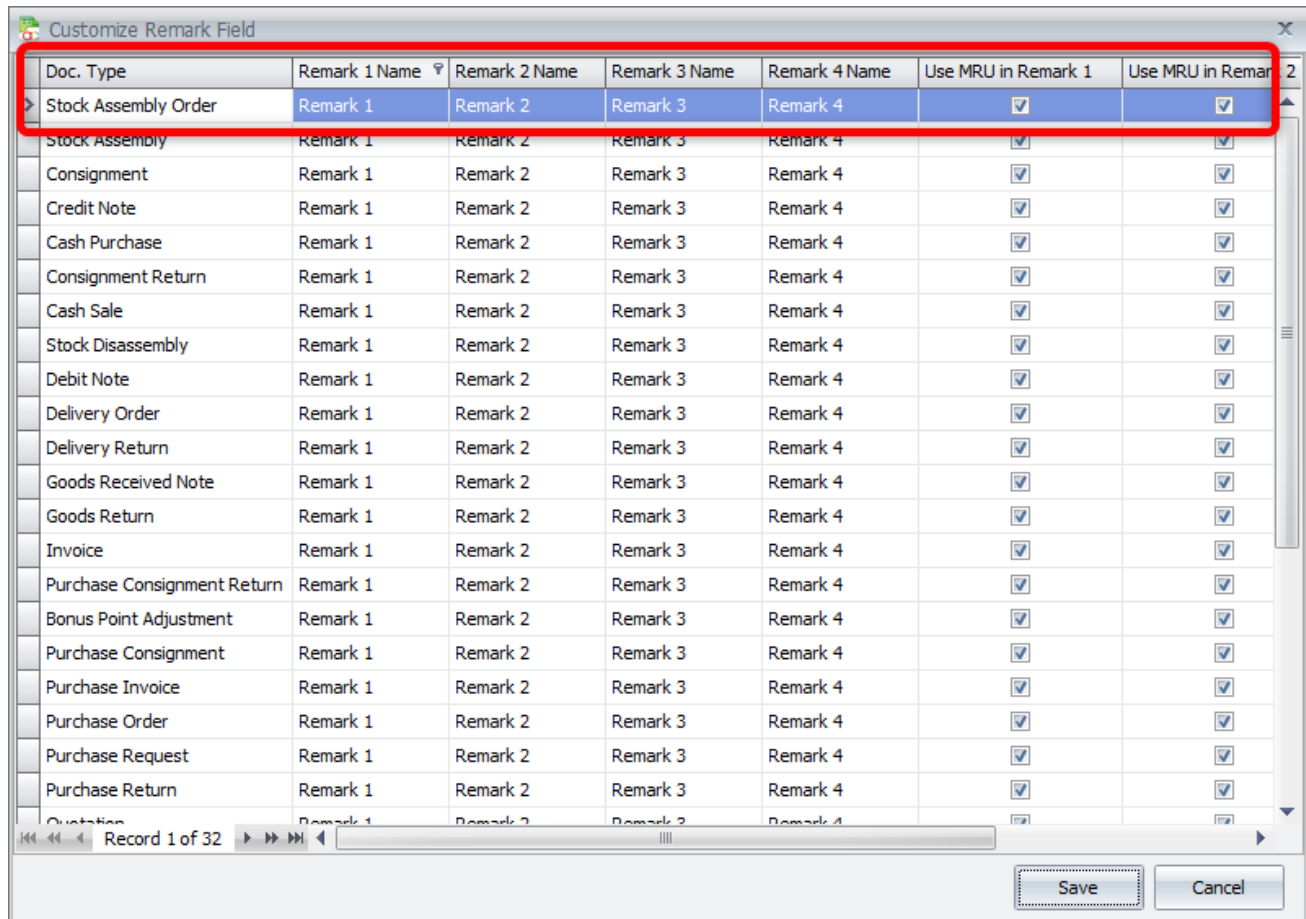 Customize Remark Field
Doc. Type Remark 1 Name Remark 2 Name Remark 3 Name Remark 4 Name Use MRU in Remark 1 Use MRU in Remark 2
Stock Assembly Order Remark 1 Remark 2 Remark 3 Remark 4
Stock Assembly Remark 1 Remark 2 Remark 3 Remark 4
Consignment Remark 1 Remark 2 Remark 3 Remark 4
Credit Note Remark 1 Remark 2 Remark 3 Remark 4
Cash Purchase Remark 1 Remark 2 Remark 3 Remark 4
Consignment Return Remark 1 Remark 2 Remark 3 Remark 4
Cash Sale Remark 1 Remark 2 Remark 3 Remark 4
Stock Disassembly Remark 1 Remark 2 Remark 3 Remark 4
Debit Note Remark 1 Remark 2 Remark 3 Remark 4
Delivery Order Remark 1 Remark 2 Remark 3 Remark 4
Delivery Return Remark 1 Remark 2 Remark 3 Remark 4
Goods Received Note Remark 1 Remark 2 Remark 3 Remark 4
Goods Return Remark 1 Remark 2 Remark 3 Remark 4
Invoice Remark 1 Remark 2 Remark 3 Remark 4
Purchase Consignment Return Remark 1 Remark 2 Remark 3 Remark 4
Bonus Point Adjustment Remark 1 Remark 2 Remark 3 Remark 4
Purchase Consignment Remark 1 Remark 2 Remark 3 Remark 4
Purchase Invoice Remark 1 Remark 2 Remark 3 Remark 4
Purchase Order Remark 1 Remark 2 Remark 3 Remark 4
Purchase Request Remark 1 Remark 2 Remark 3 Remark 4
Purchase Return Remark 1 Remark 2 Remark 3 Remark 4
Quotation Remark 1 Remark 2 Remark 3 Remark 4
Record 1 of 32
Save Cancel